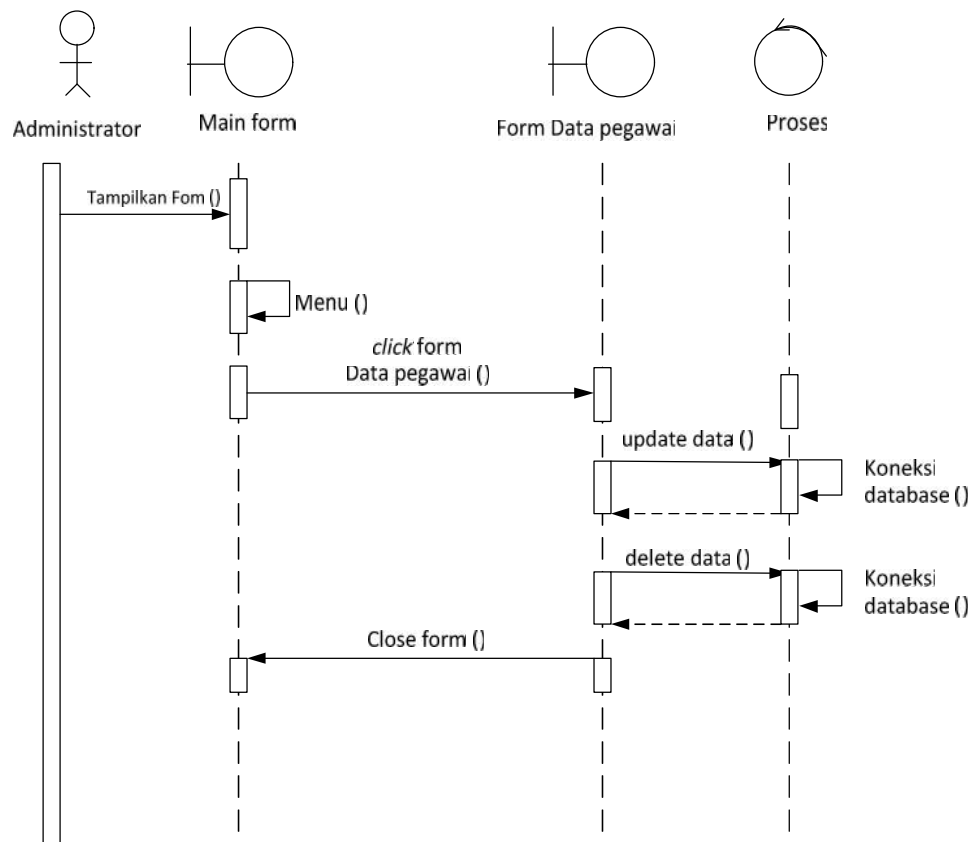 Administrator
Main form
Form Data pegawai
Proses
Tampilkan Fom ()
Menu ()
click form
Data pegawai ()
update data ()
Koneksi
database ()
delete data ()
Koneksi
database ()
Close form ()